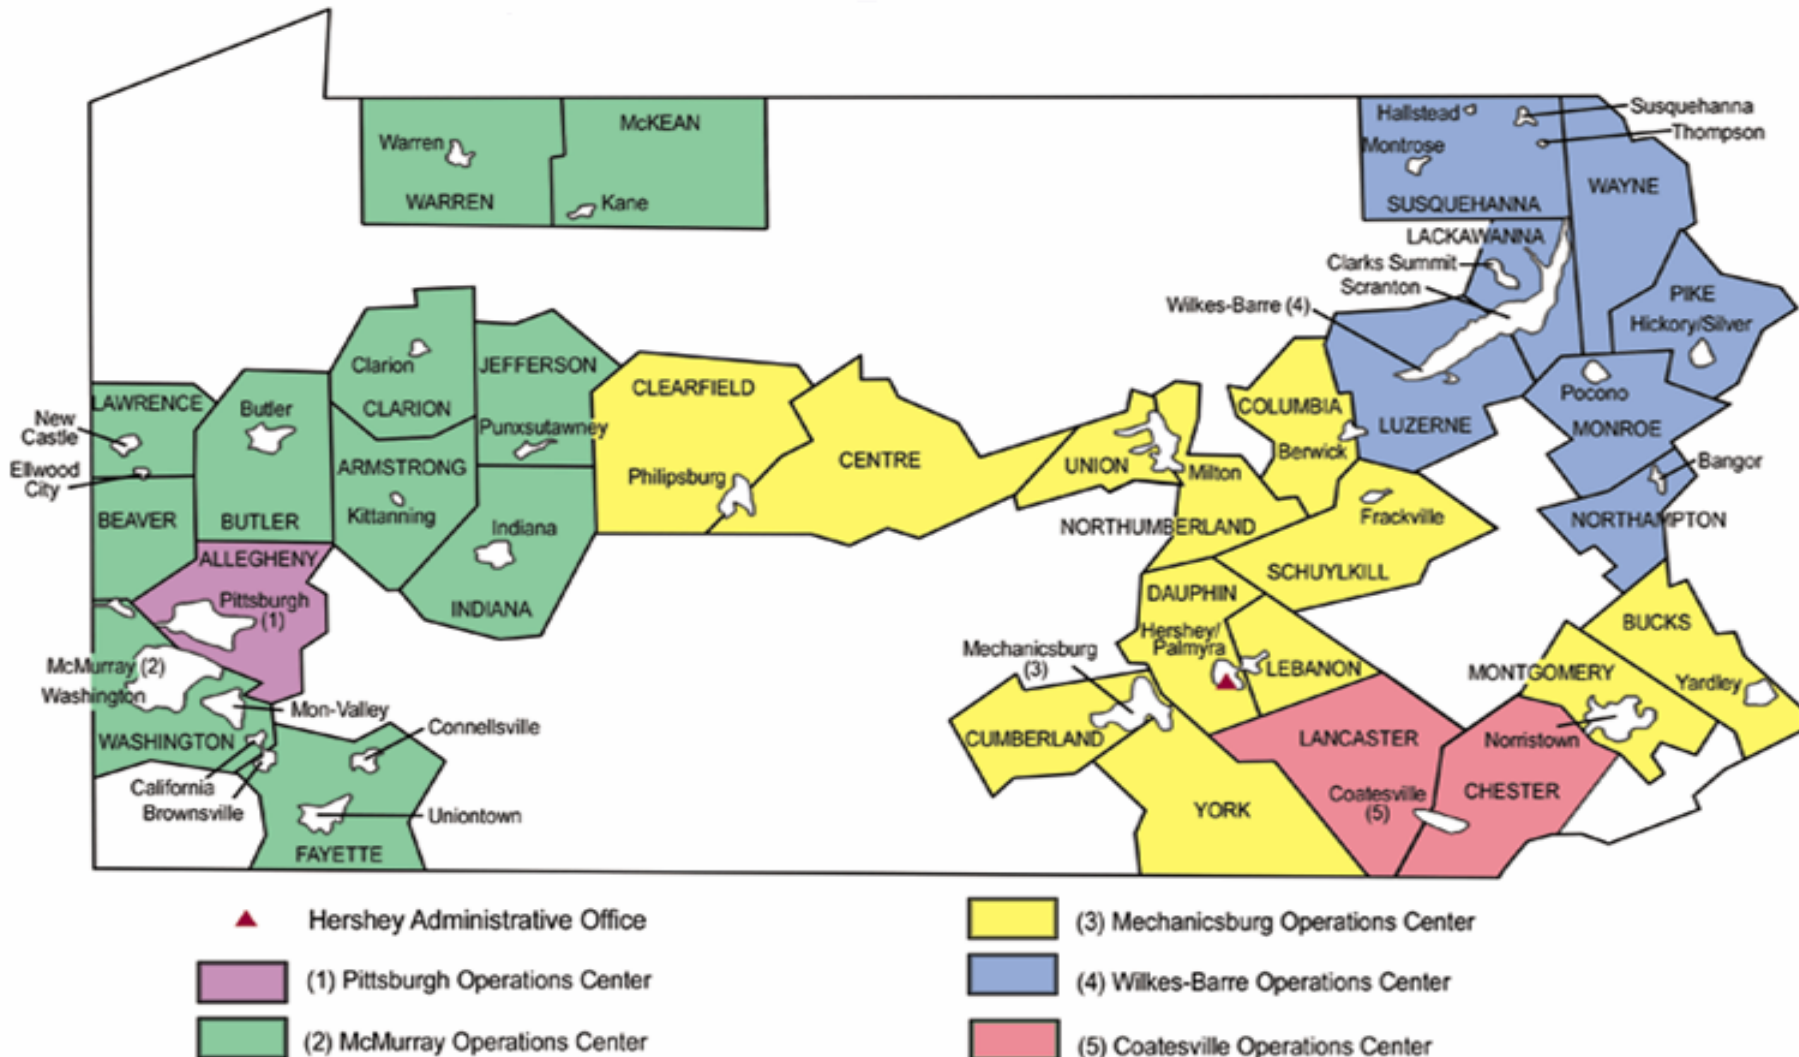 McKEAN
Warren
WARREN
Kane
Hallstead
Susquehanna
Thompson
Montrose
WAYNE
SUSQUEHANNA
LACKAWANNA
Clarks Summit
Scranton
Wilkes-Barre (4)
PIKE
Hickory/Silver
Clarion
JEFFERSON
CLEARFIELD
Pocono
LAWRENCE
Butler
CLARION
COLUMBIA
LUZERNE
MONROE
New
Castle
Punxsutawney
Berwick
Ellwood
City
ARMSTRONG
Philipsburg
CENTRE
UNION
Milton
Bangor
BEAVER
BUTLER
Kittanning
Indiana
NORTHUMBERLAND
Frackville
NORTHAMPTON
ALLEGHENY
SCHUYLKILL
Pittsburgh
(1)
INDIANA
DAUPHIN
BUCKS
Hershey/
Palmyra
Mechanicsburg
(3)
LEBANON
MONTGOMERY
Yardley
McMurray (2)
Washington
Mon-Valley
Connellsville
WASHINGTON
CUMBERLAND
LANCASTER
Norristown
California
Brownsville
Uniontown
YORK
Coatesville
(5)
CHESTER
FAYETTE
Hershey Administrative Office
(1) Pittsburgh Operations Center
(2) McMurray Operations Center
(3) Mechanicsburg Operations Center
(4) Wilkes-Barre Operations Center
(5) Coatesville Operations Center